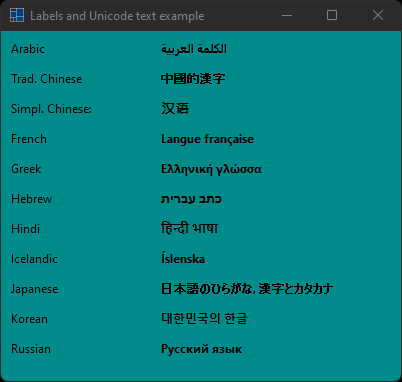 Labels and Unicode text example
Arabic الكلمة العربية
Trad. Chinese 中國的漢字
Simpl. Chinese: 汉语
French Langue française
Greek Ελληνική γλώσσα
Hebrew כתב עברית
Hindi हिन्दी भाषा
Icelandic Íslenska
Japanese 日本語のひらがな, 漢字とカタカナ
Korean 대한민국의 한글
Russian Русский язык